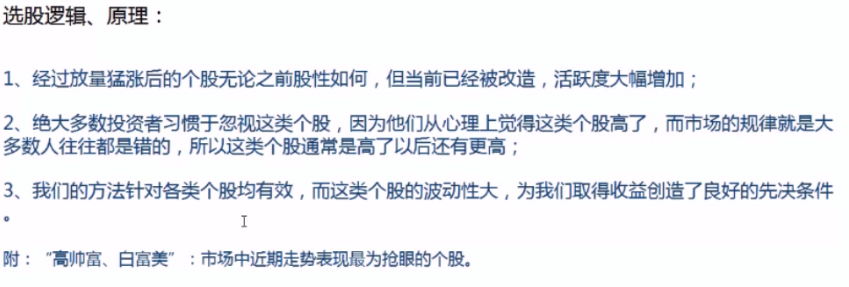 选股逻辑、原理：
1、经过放量猛涨后的个股无论之前股性如何，但当前已经被改造，活跃度大幅增加；
2、绝大多数投资者习惯于忽视这类个股，因为他们从心理上觉得这类个股高了，而市场的规律就是大
多数人往往都是错的，所以这类个股通常是高了以后还有更高；
3、我们的方法针对各类个股均有效，而这类个股的波动性大，为我们取得收益创造了良好的先决条件
。
附：“高帅富、白富美”：市场中近期走势表现最为抢眼的个股。